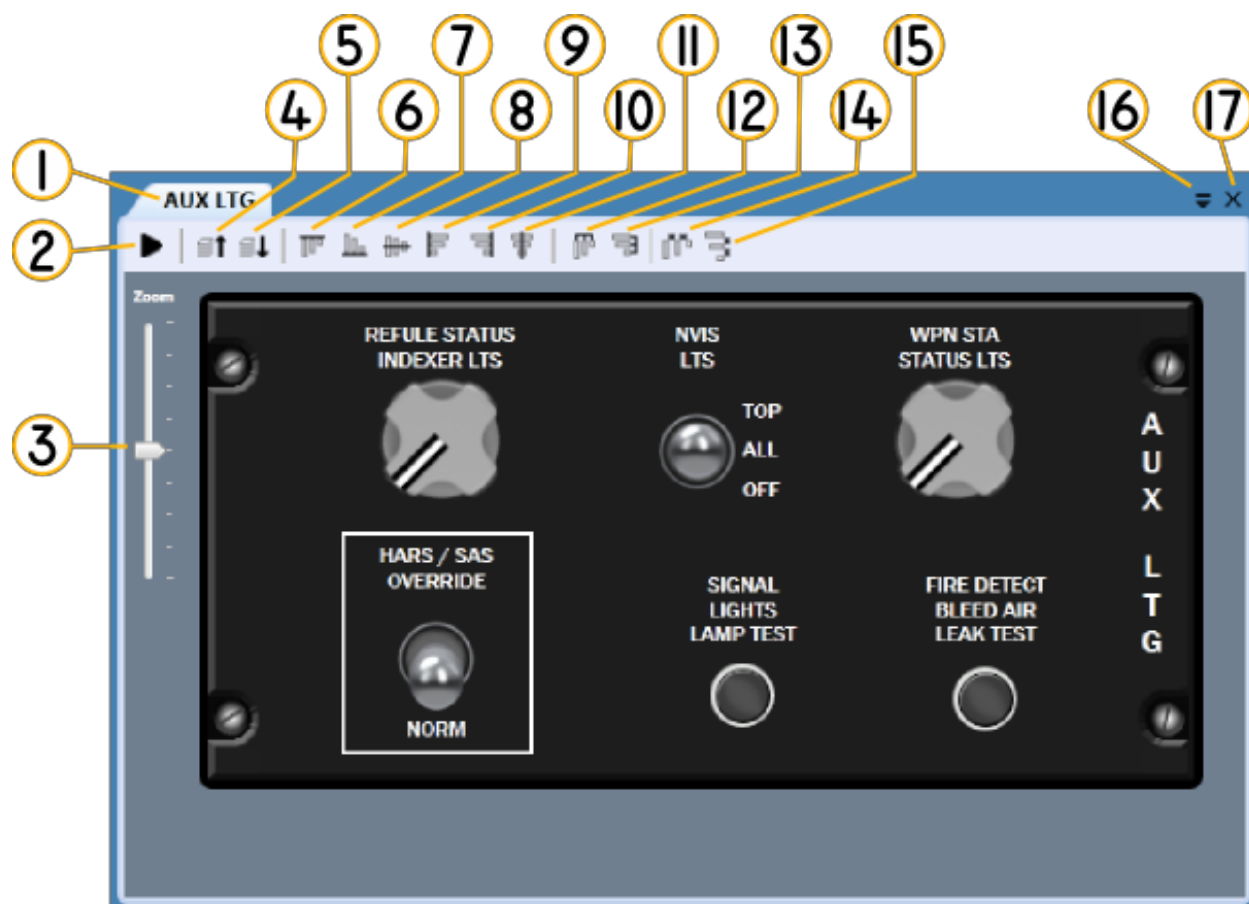 5
7
9
11
13
15
4
6
8
10
12
14
16
17
1
AUX LTG
2
Zoom
3
REFULE STATUS
INDEXER LTS
NVIS
LTS
WPN STA
STATUS LTS
TOP
ALL
OFF
HARS / SAS
OVERRIDE
NORM
SIGNAL
LIGHTS
LAMP TEST
FIRE DETECT
BLEED AIR
LEAK TEST
A
U
X
L
T
G